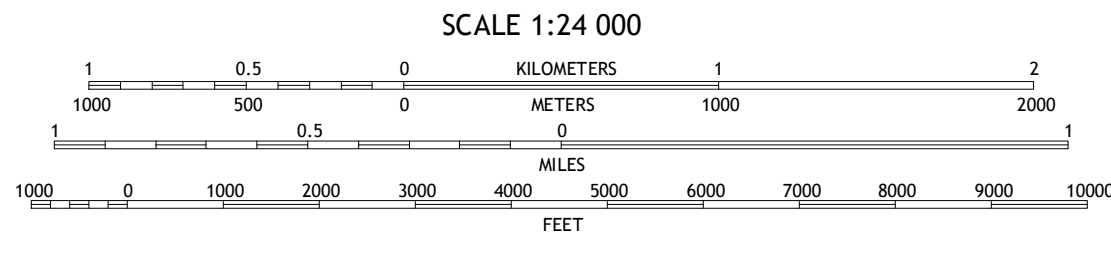 SCALE 1:24 000
1 0.5 0 KILOMETERS 1 2
1000 500 0 METERS 1000 2000
1 0.5 0 1
MILES
1000 0 1000 2000 3000 4000 5000 6000 7000 8000 9000 10000
FEET